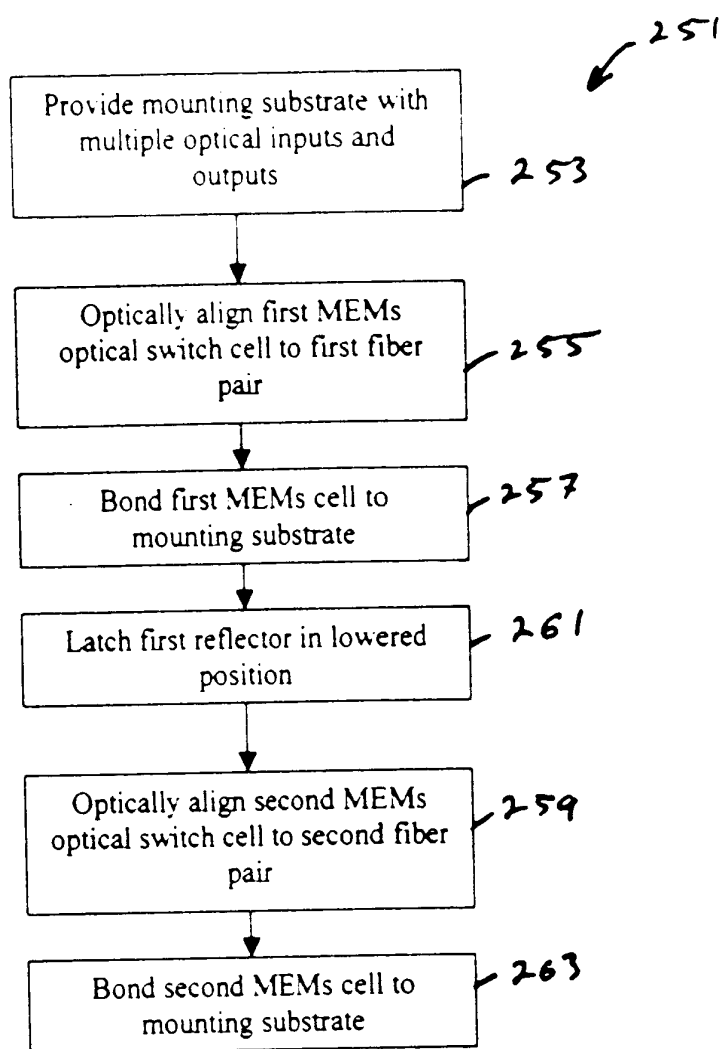 251
Provide mounting substrate with
multiple optical inputs and
outputs
253
Optically align first MEMs
optical switch cell to first fiber
pair
255
Bond first MEMs cell to
mounting substrate
257
Latch first reflector in lowered
position
261
Optically align second MEMs
optical switch cell to second fiber
pair
259
Bond second MEMs cell to
mounting substrate
263